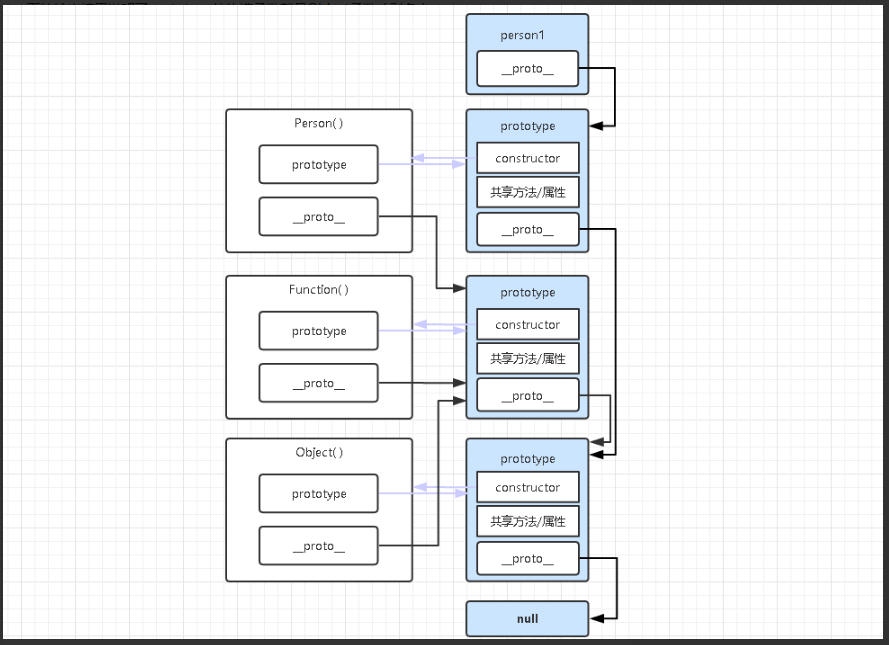 person1
__proto__
Person( )
prototype
__proto__
prototype
constructor
共享方法/属性
__proto__
Function( )
prototype
__proto__
prototype
constructor
共享方法/属性
__proto__
Object( )
prototype
__proto__
prototype
constructor
共享方法/属性
__proto__
null